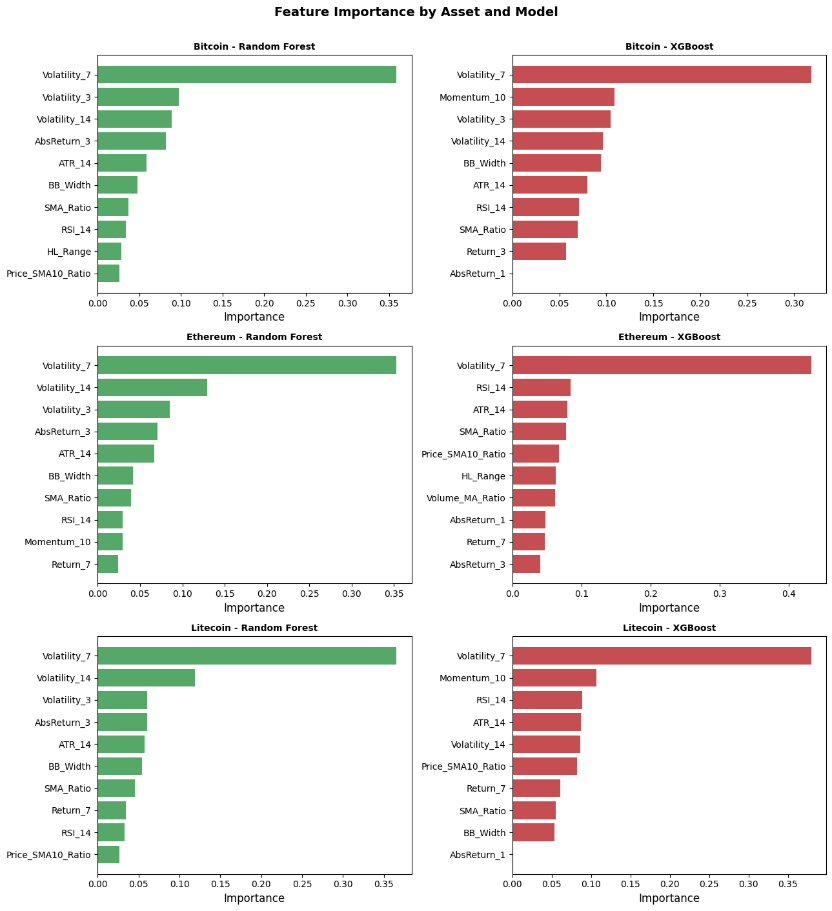 Feature Importance by Asset and Model
Bitcoin - Random Forest
Volatility_7
Volatility_3
Volatility_14
AbsReturn_3
ATR_14
BB_Width
SMA_Ratio
RSI_14
HL_Range
Price_SMA10_Ratio
0.00 0.05 0.10 0.15 0.20 0.25 0.30 0.35
Importance
Bitcoin - XGBoost
Volatility_7
Momentum_10
Volatility_3
Volatility_14
BB_Width
ATR_14
RSI_14
SMA_Ratio
Return_3
AbsReturn_1
0.00 0.05 0.10 0.15 0.20 0.25 0.30
Importance
Ethereum - Random Forest
Volatility_7
Volatility_14
Volatility_3
AbsReturn_3
ATR_14
BB_Width
SMA_Ratio
RSI_14
Momentum_10
Return_7
0.00 0.05 0.10 0.15 0.20 0.25 0.30 0.35
Importance
Ethereum - XGBoost
Volatility_7
RSI_14
ATR_14
SMA_Ratio
Price_SMA10_Ratio
HL_Range
Volume_MA_Ratio
AbsReturn_1
Return_7
AbsReturn_3
0.0 0.1 0.2 0.3 0.4
Importance
Litecoin - Random Forest
Volatility_7
Volatility_14
Volatility_3
AbsReturn_3
ATR_14
BB_Width
SMA_Ratio
Return_7
RSI_14
Price_SMA10_Ratio
0.00 0.05 0.10 0.15 0.20 0.25 0.30 0.35
Importance
Litecoin - XGBoost
Volatility_7
Momentum_10
RSI_14
ATR_14
Volatility_14
Price_SMA10_Ratio
Return_7
SMA_Ratio
BB_Width
AbsReturn_1
0.00 0.05 0.10 0.15 0.20 0.25 0.30 0.35
Importance